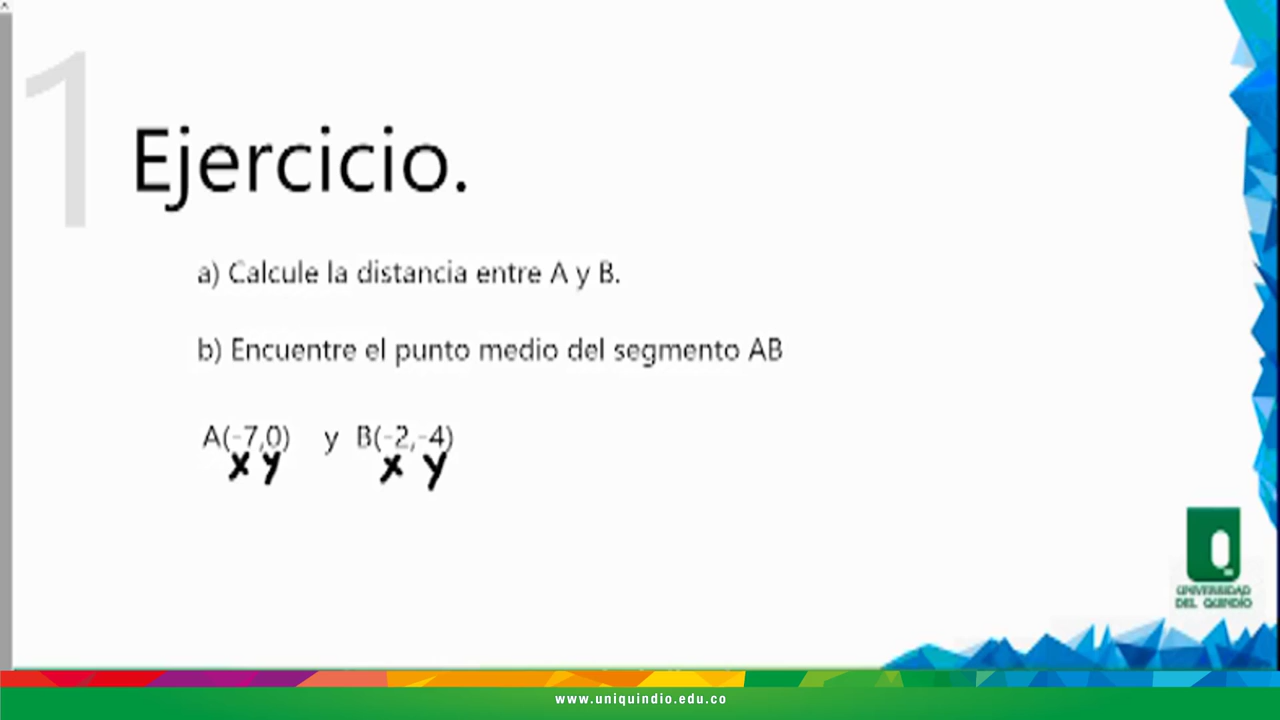 1
Ejercicio.
a) Calcule la distancia entre A y B.
b) Encuentre el punto medio del segmento AB
A(-7,0) y B(-2,-4)
x y x y
UNIVERSIDAD
DEL QUINDÍO
www.uniquindio.edu.co